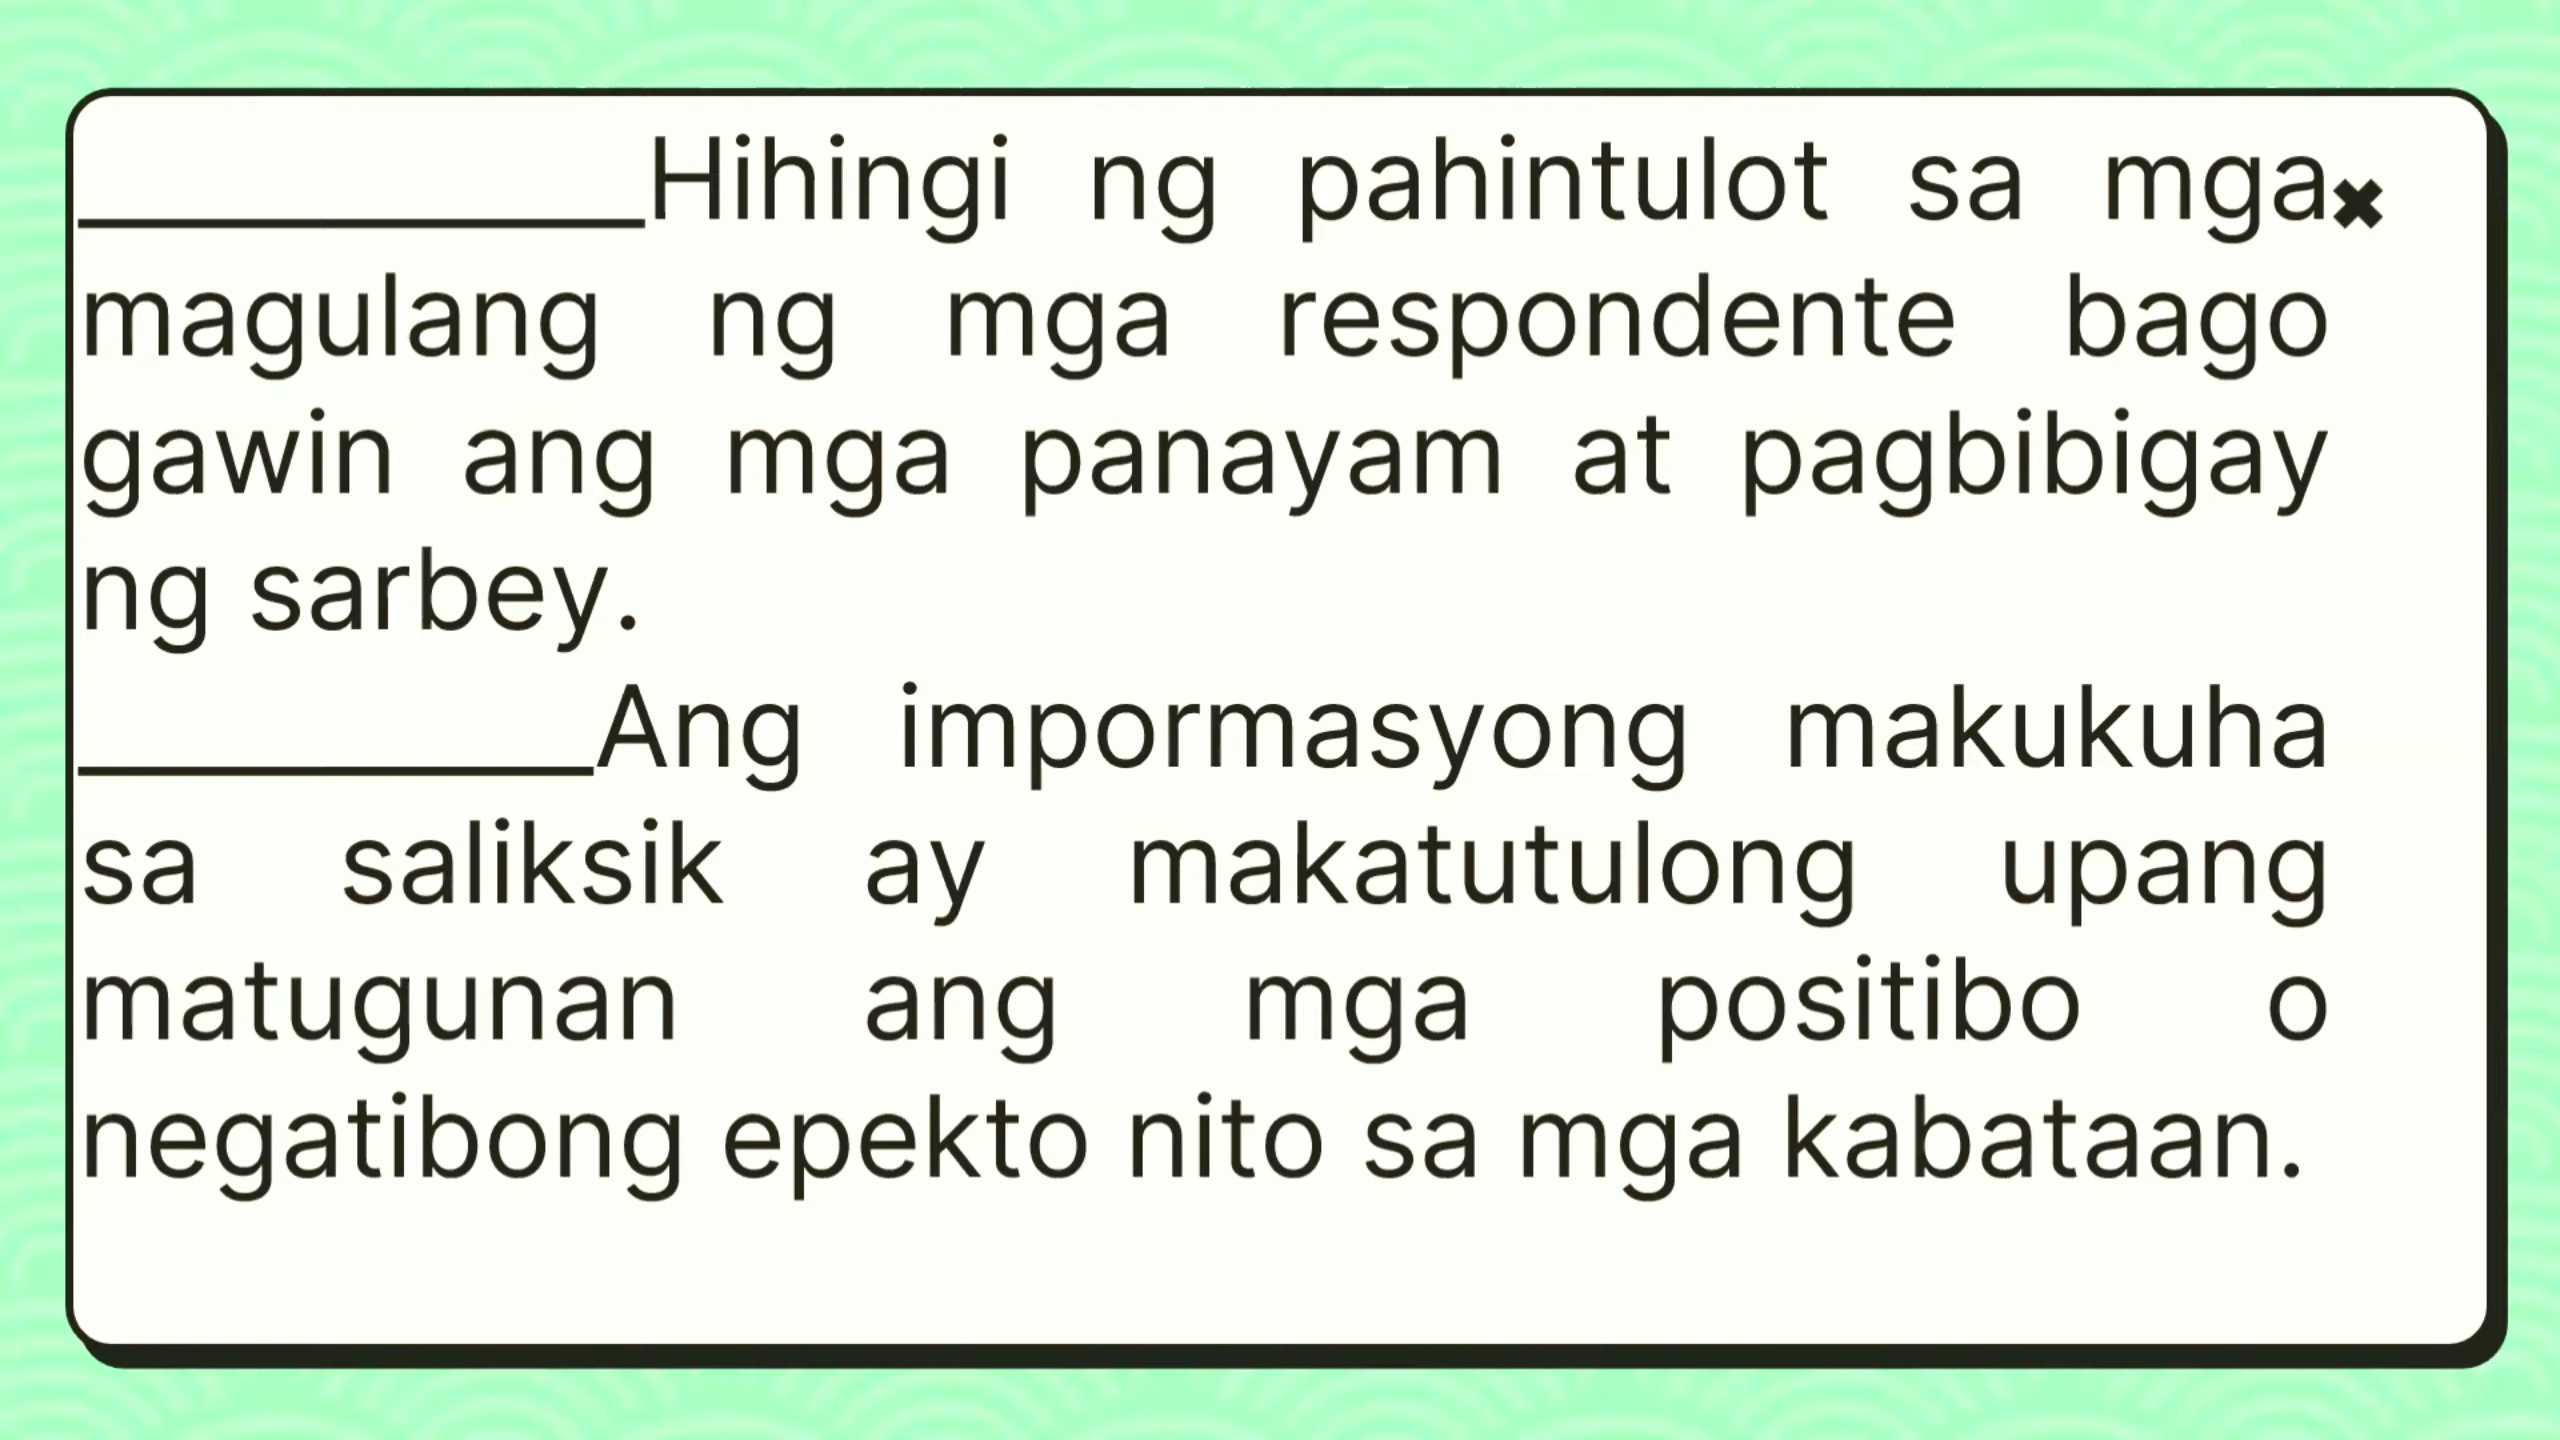 ___________Hihingi ng pahintulot sa mga
magulang ng mga respondente bago
gawin ang mga panayam at pagbibigay
ng sarbey.
__________Ang impormasyong makukuha
sa saliksik ay makatutulong upang
matugunan ang mga positibo o
negatibong epekto nito sa mga kabataan.